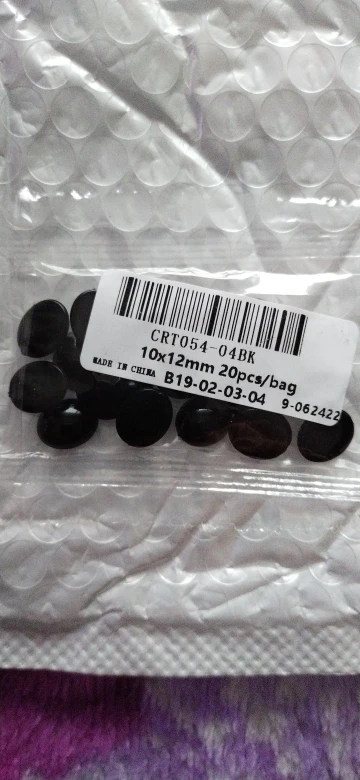 CRT054-04BK
10x12mm 20pcs/bag
MADE IN CHINA B19-02-03-04 9-062422